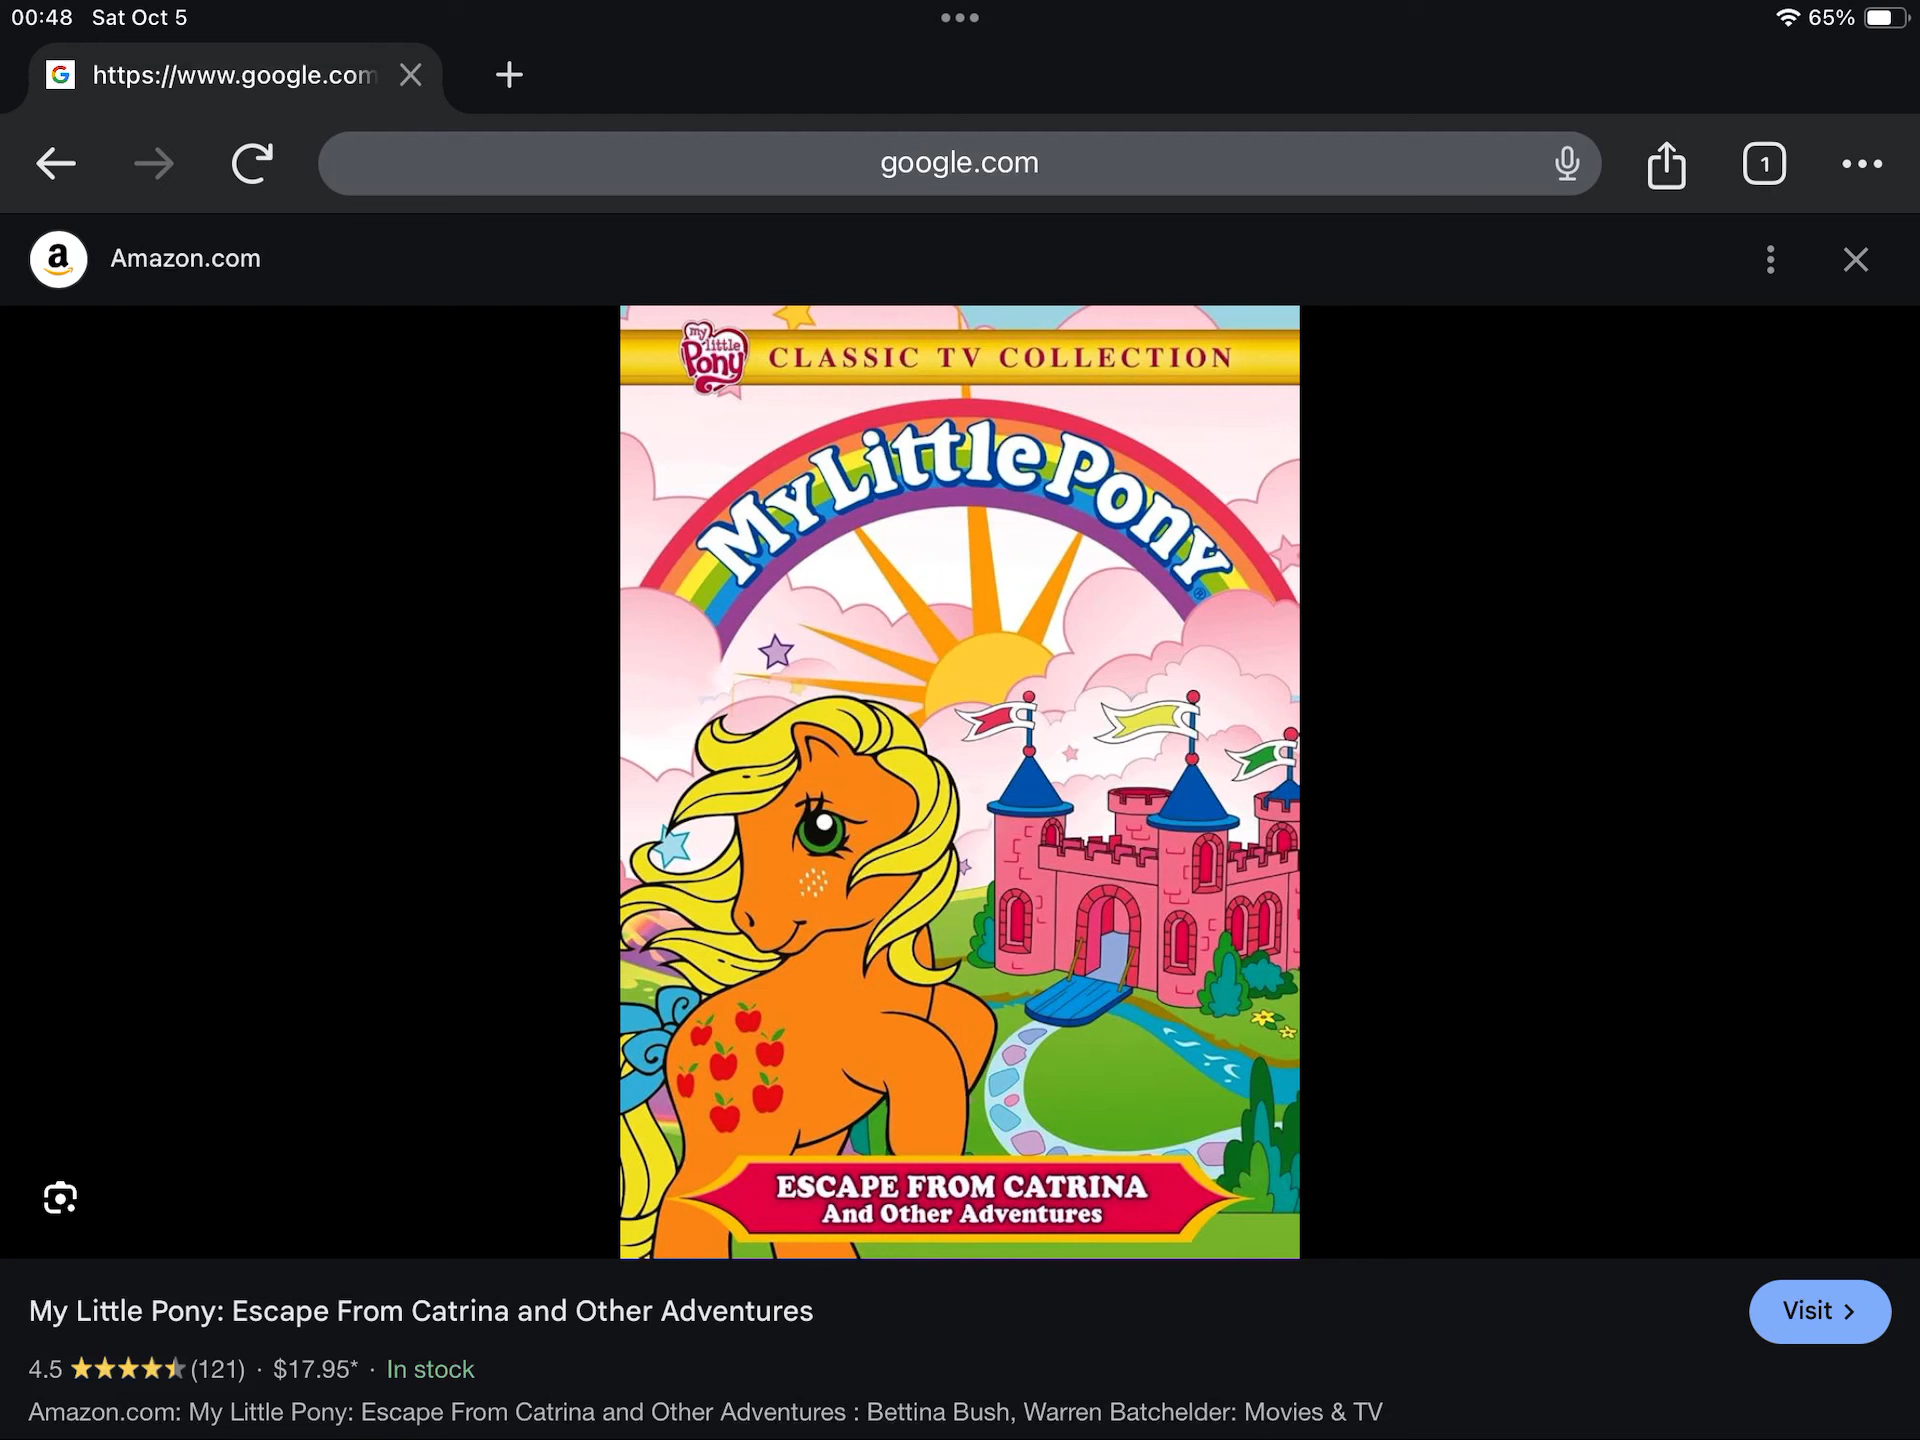 00:48 Sat Oct 5
65%
https://www.google.com
google.com
1
Amazon.com
my little Pony
CLASSIC TV COLLECTION
My Little Pony®
ESCAPE FROM CATRINA
And Other Adventures
My Little Pony: Escape From Catrina and Other Adventures
Visit
4.5 (121) · $17.95* · In stock
Amazon.com: My Little Pony: Escape From Catrina and Other Adventures : Bettina Bush, Warren Batchelder: Movies & TV